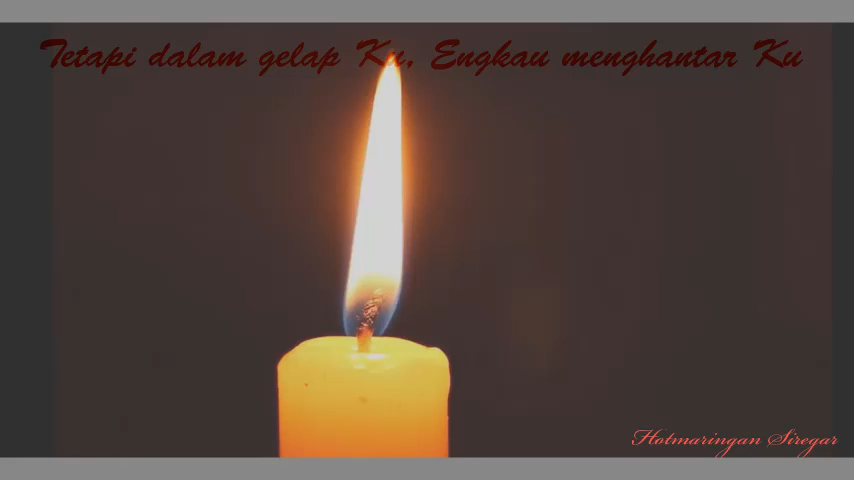 Tetapi dalam gelap Ku, Engkau menghantar Ku
Hotmaringan Siregar